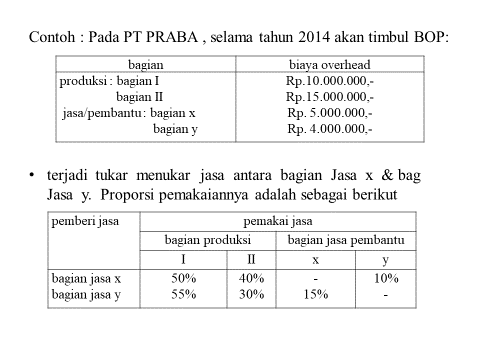 Contoh : Pada PT PRABA , selama tahun 2014 akan timbul BOP:
bagian biaya overhead
produksi : bagian I Rp.10.000.000,-
bagian II Rp.15.000.000,-
jasa/pembantu : bagian x Rp. 5.000.000,-
bagian y Rp. 4.000.000,-
• terjadi tukar menukar jasa antara bagian Jasa x & bag
Jasa y. Proporsi pemakaiannya adalah sebagai berikut
pemberi jasa pemakai jasa
bagian produksi bagian jasa pembantu
I II x y
bagian jasa x 50% 40% - 10%
bagian jasa y 55% 30% 15% -